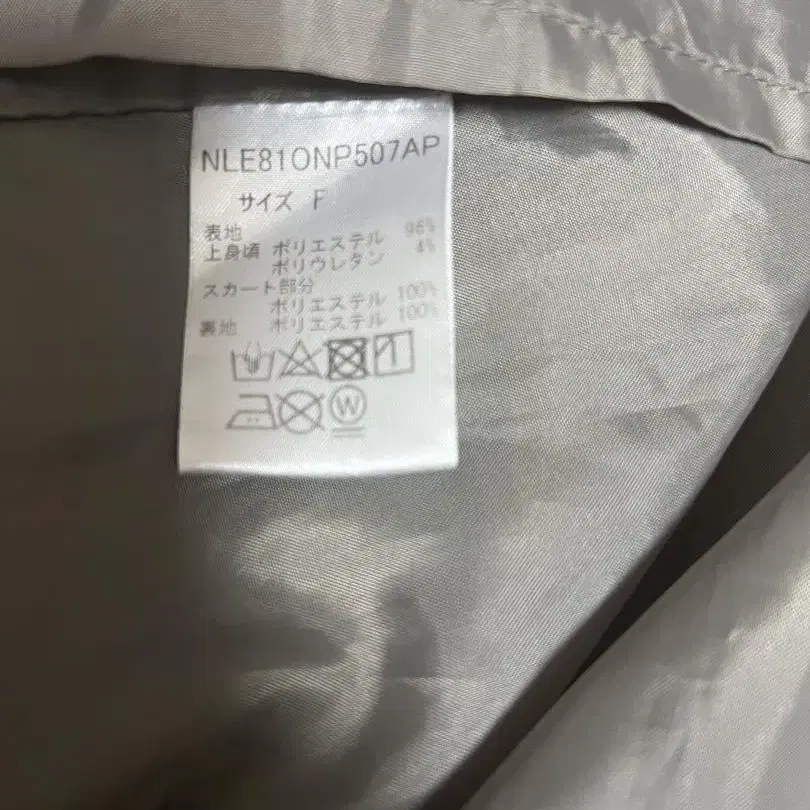 NLE810NP507AP
サイズ F
表地
上身頃 ポリエステル 96%
ポリウレタン 4%
スカート部分
ポリエステル 100%
裏地 ポリエステル 100%
W